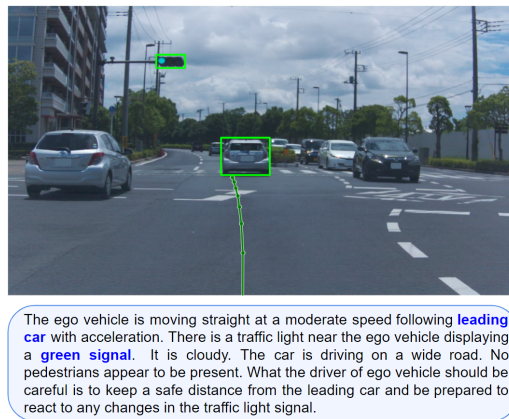 The ego vehicle is moving straight at a moderate speed following leading
car with acceleration. There is a traffic light near the ego vehicle displaying
a green signal. It is cloudy. The car is driving on a wide road. No
pedestrians appear to be present. What the driver of ego vehicle should be
careful is to keep a safe distance from the leading car and be prepared to
react to any changes in the traffic light signal.